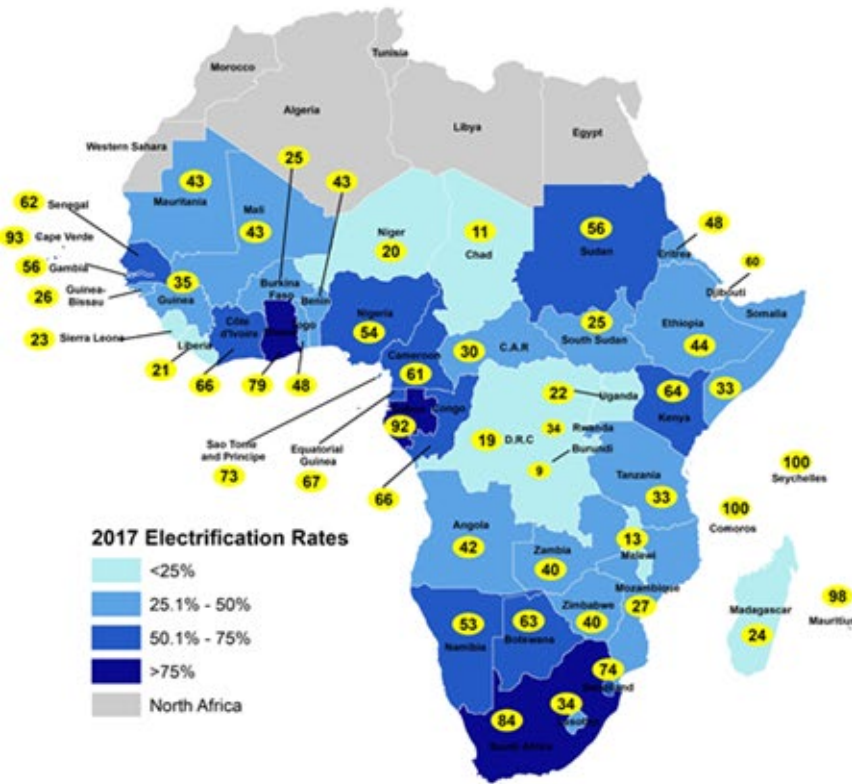 Tunisia
Morocco
Algeria
Libya
Egypt
Western Sahara
25
43
43
Mauritania
Mali
43
Niger
20
11
Chad
56
Sudan
48
Eritrea
60
Djibouti
62 Senegal
93 Cape Verde
56 Gambia
26 Guinea-
Bissau
35
Guinea
23 Sierra Leone
Liberia
21
Burkina
Faso
Benin
Côte
d'Ivoire
66
79
48
Nigeria
54
Cameroon
61
30 C.A.R
25
South Sudan
Ethiopia
44
Somalia
33
64
Kenya
22 Uganda
34 Rwanda
Burundi
9
19 D.R.C
Congo
92
66
Sao Tome
and Principe
73
Equatorial
Guinea
67
Tanzania
33
100
Seychelles
100
Comoros
Angola
42
Zambia
40
13
Malawi
Mozambique
27
Zimbabwe
40
Madagascar
24
98
Mauritius
53
Namibia
63
Botswana
74
34
84
South Africa
2017 Electrification Rates
<25%
25.1% - 50%
50.1% - 75%
>75%
North Africa